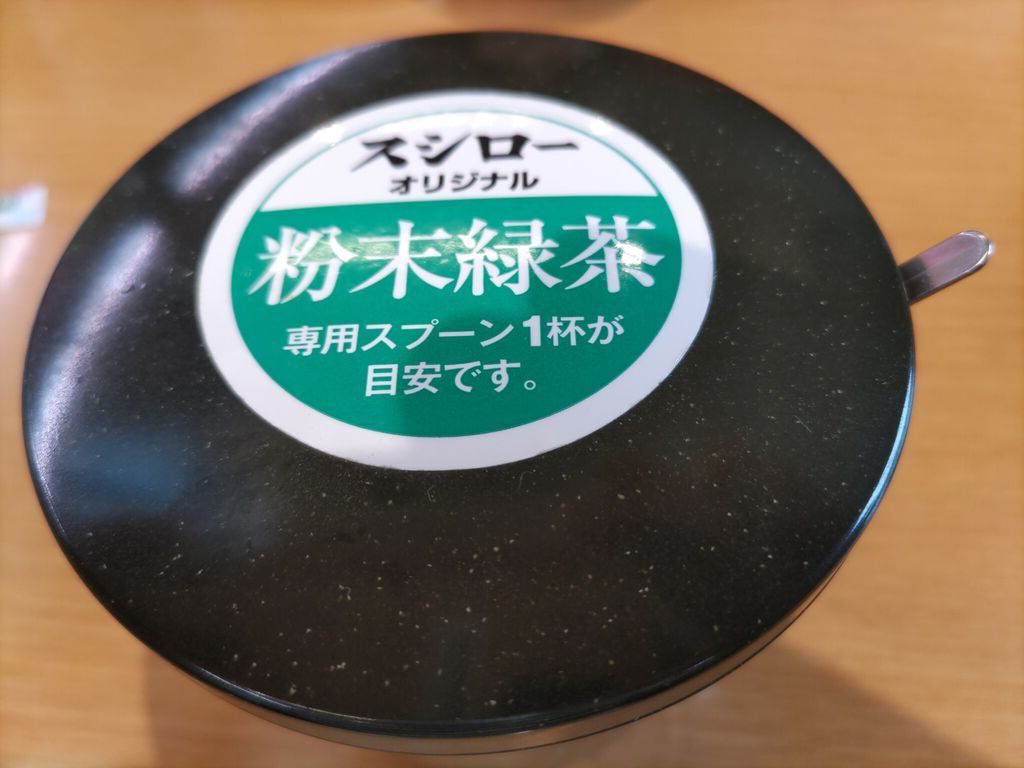 スシロー
オリジナル
粉末緑茶
専用スプーン1杯が
目安です。